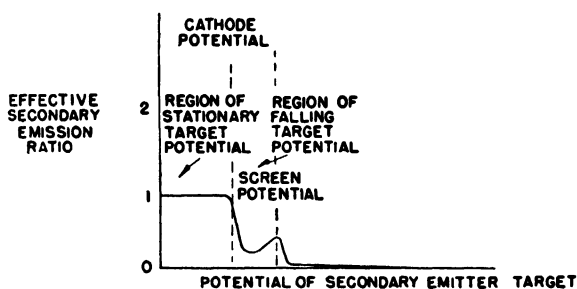 CATHODE
POTENTIAL
EFFECTIVE
SECONDARY
EMISSION
RATIO
2
REGION OF
STATIONARY
TARGET
POTENTIAL
REGION OF
FALLING
TARGET
POTENTIAL
SCREEN
POTENTIAL
1
0
POTENTIAL OF SECONDARY EMITTER TARGET